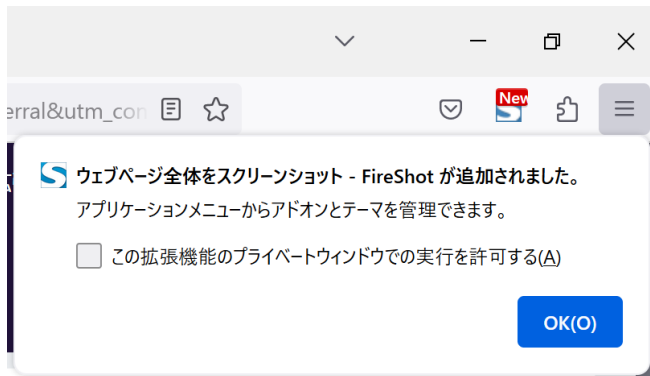 erral&utm_con
New
ウェブページ全体をスクリーンショット - FireShot が追加されました。
アプリケーションメニューからアドオンとテーマを管理できます。
この拡張機能のプライベートウィンドウでの実行を許可する(A)
OK(O)